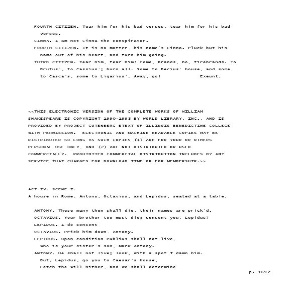 FOURTH CITIZEN. Tear him for his bad verses, tear him for his bad
verses.
CINNA. I am not Cinna the conspirator.
FOURTH CITIZEN. It is no matter, his name's Cinna. Pluck but his
name out of his heart, and turn him going.
THIRD CITIZEN. Tear him, tear him! Come, brands, ho, firebrands. To
Brutus', to Cassius'; burn all. Some to Decius' house, and some
to Casca's, some to Ligarius'. Away, go! Exeunt.
<<THIS ELECTRONIC VERSION OF THE COMPLETE WORKS OF WILLIAM
SHAKESPEARE IS COPYRIGHT 1990-1993 BY WORLD LIBRARY, INC., AND IS
PROVIDED BY PROJECT GUTENBERG ETEXT OF ILLINOIS BENEDICTINE COLLEGE
WITH PERMISSION. ELECTRONIC AND MACHINE READABLE COPIES MAY BE
DISTRIBUTED SO LONG AS SUCH COPIES (1) ARE FOR YOUR OR OTHERS
PERSONAL USE ONLY, AND (2) ARE NOT DISTRIBUTED OR USED
COMMERCIALLY. PROHIBITED COMMERCIAL DISTRIBUTION INCLUDES BY ANY
SERVICE THAT CHARGES FOR DOWNLOAD TIME OR FOR MEMBERSHIP.>>
ACT IV. SCENE I.
A house in Rome. Antony, Octavius, and Lepidus, seated at a table.
ANTONY. These many then shall die, their names are prick'd.
OCTAVIUS. Your brother too must die; consent you, Lepidus?
LEPIDUS. I do consent-
OCTAVIUS. Prick him down, Antony.
LEPIDUS. Upon condition Publius shall not live,
Who is your sister's son, Mark Antony.
ANTONY. He shall not live; look, with a spot I damn him.
But, Lepidus, go you to Caesar's house,
Fetch the will hither, and we shall determine